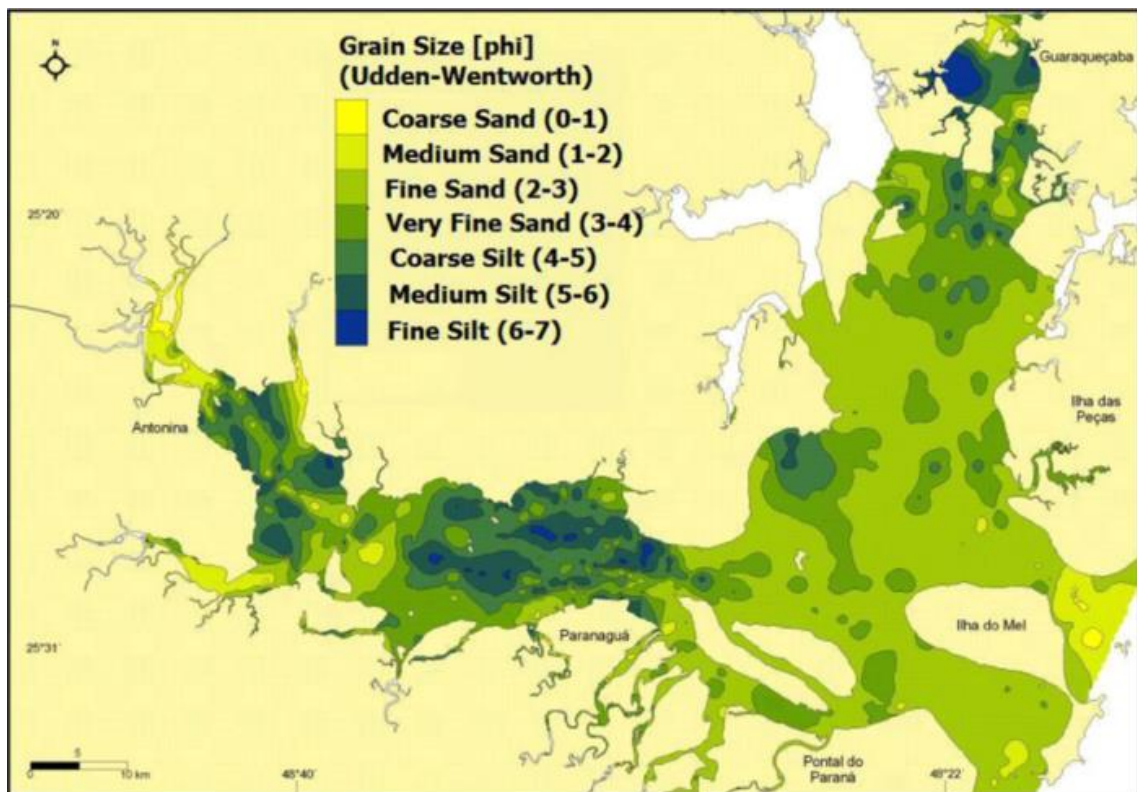 N
Grain Size [phi]
(Udden-Wentworth)
Coarse Sand (0-1)
Medium Sand (1-2)
Fine Sand (2-3)
Very Fine Sand (3-4)
Coarse Silt (4-5)
Medium Silt (5-6)
Fine Silt (6-7)
Guaraqueçaba
25°20´
Ilha das
Peças
Antonina
Ilha do Mel
Paranaguá
25°31´
Pontal do
Paraná
5
0 10 km
48°40´
48°22´